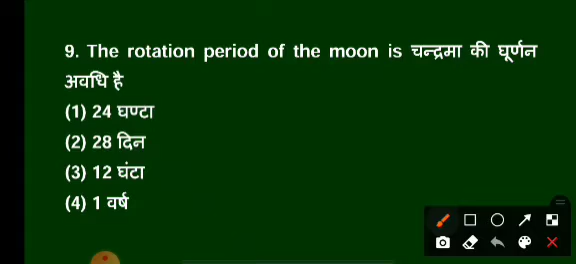 9. The rotation period of the moon is चन्द्रमा की घूर्णन
अवधि है
(1) 24 घण्टा
(2) 28 दिन
(3) 12 घंटा
(4) 1 वर्ष